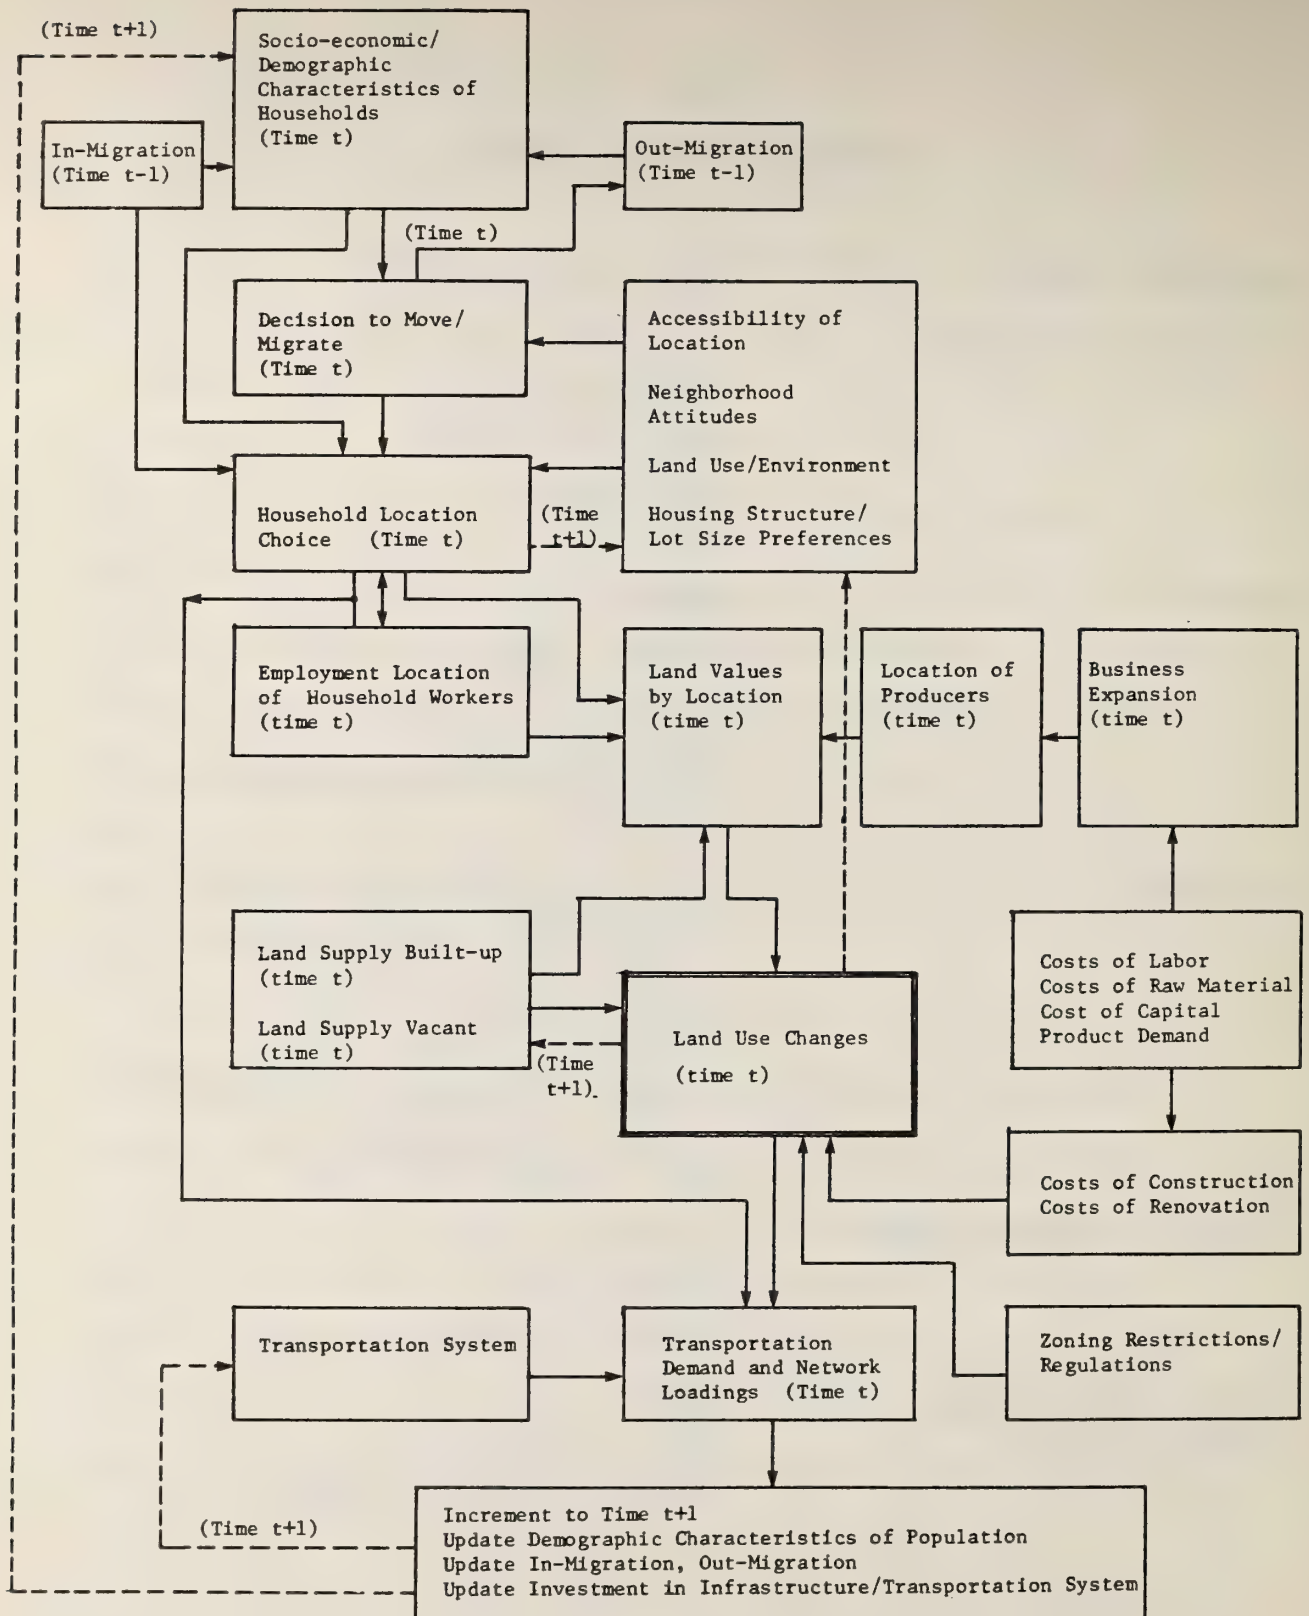 (Time t+1)
Socio-economic/
Demographic
Characteristics of
Households
(Time t)
In-Migration
(Time t-1)
Out-Migration
(Time t-1)
(Time t)
Decision to Move/
Migrate
(Time t)
Accessibility of
Location
Neighborhood
Attitudes
Land Use/Environment
Housing Structure/
Lot Size Preferences
Household Location
Choice (Time t)
(Time
t+1)
Employment Location
of Household Workers
(time t)
Land Values
by Location
(time t)
Location of
Producers
(time t)
Business
Expansion
(time t)
Land Supply Built-up
(time t)
Land Supply Vacant
(time t)
(Time
t+1)
Land Use Changes
(time t)
Costs of Labor
Costs of Raw Material
Cost of Capital
Product Demand
Costs of Construction
Costs of Renovation
Transportation System
Transportation
Demand and Network
Loadings (Time t)
Zoning Restrictions/
Regulations
(Time t+1)
Increment to Time t+1
Update Demographic Characteristics of Population
Update In-Migration, Out-Migration
Update Investment in Infrastructure/Transportation System